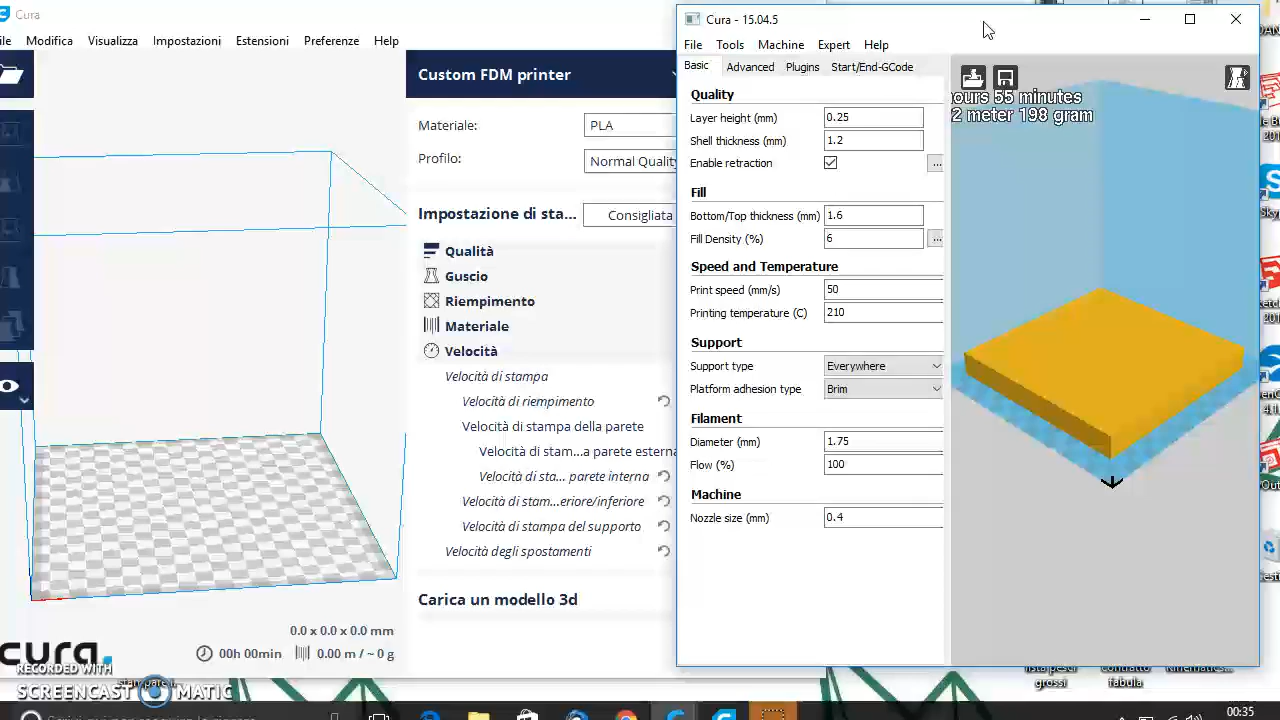 Cura
Modifica Visualizza Impostazioni Estensioni Preferenze Help
Custom FDM printer
Materiale: PLA
Profilo: Normal Quality
Impostazione di sta... Consigliata
Qualità
Guscio
Riempimento
Materiale
Velocità
Velocità di stampa
Velocità di riempimento
Velocità di stampa della parete
Velocità di stam...a parete esterna
Velocità di sta... parete interna
Velocità di stam...eriore/inferiore
Velocità di stampa del supporto
Velocità degli spostamenti
Carica un modello 3d
0.0 x 0.0 x 0.0 mm
00h 00min 0.00 m / ~ 0 g
cura.
RECORDED WITH
SCREENCAST MATIC
Cura - 15.04.5
File Tools Machine Expert Help
Basic Advanced Plugins Start/End-GCode
Quality
Layer height (mm) 0.25
Shell thickness (mm) 1.2
Enable retraction ...
Fill
Bottom/Top thickness (mm) 1.6
Fill Density (%) 6 ...
Speed and Temperature
Print speed (mm/s) 50
Printing temperature (C) 210
Support
Support type Everywhere
Platform adhesion type Brim
Filament
Diameter (mm) 1.75
Flow (%) 100
Machine
Nozzle size (mm) 0.4
ours 55 minutes
2 meter 198 gram
lista pesci
grossi
contratto
fabula
kinematics...
00:35